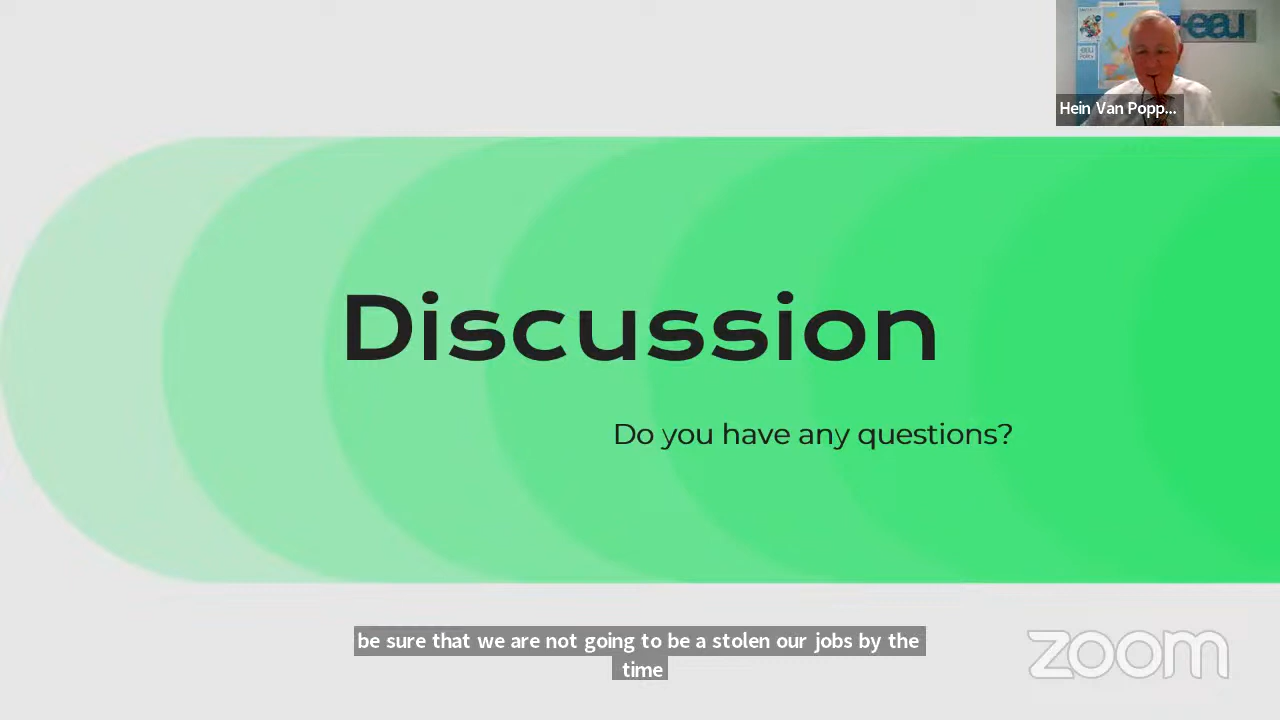 eau
Hein Van Popp...
Discussion
Do you have any questions?
be sure that we are not going to be a stolen our jobs by the
time
zoom